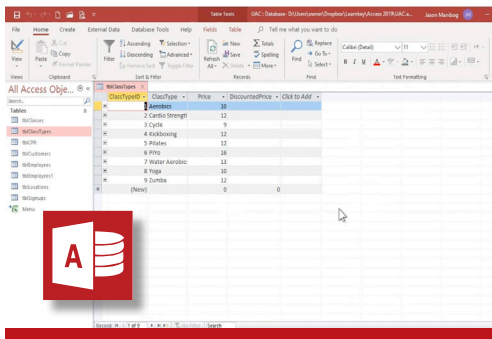 Table Tools UAC : Database- D:\Users\owner\Dropbox\Learnkey\Access 2019\UAC.a... Jason Manibog
File Home Create External Data Database Tools Help Fields Table Tell me what you want to do
View Paste Cut Copy Format Painter
Filter Ascending Descending Remove Sort Selection Advanced Toggle Filter
Refresh All New Save Delete Totals Spelling More
Find Replace Go To Select
Calibri (Detail) 11
B I U A
Views Clipboard Sort & Filter Records Find Text Formatting
All Access Obje...
Search...
Tables
tblClasses
tblClassTypes
tblCPR
tblCustomers
tblEmployees
tblEmployees1
tblLocations
tblSignups
Menu
tblClassTypes
ClassTypeID ClassType Price DiscountedPrice Click to Add
1 Aerobics 10
2 Cardio Strengtl 12
3 Cycle 9
4 Kickboxing 12
5 Pilates 12
6 PiYo 16
7 Water Aerobic 13
8 Yoga 10
9 Zumba 12
(New) 0 0
A
Record: 1 of 9 No Filter Search